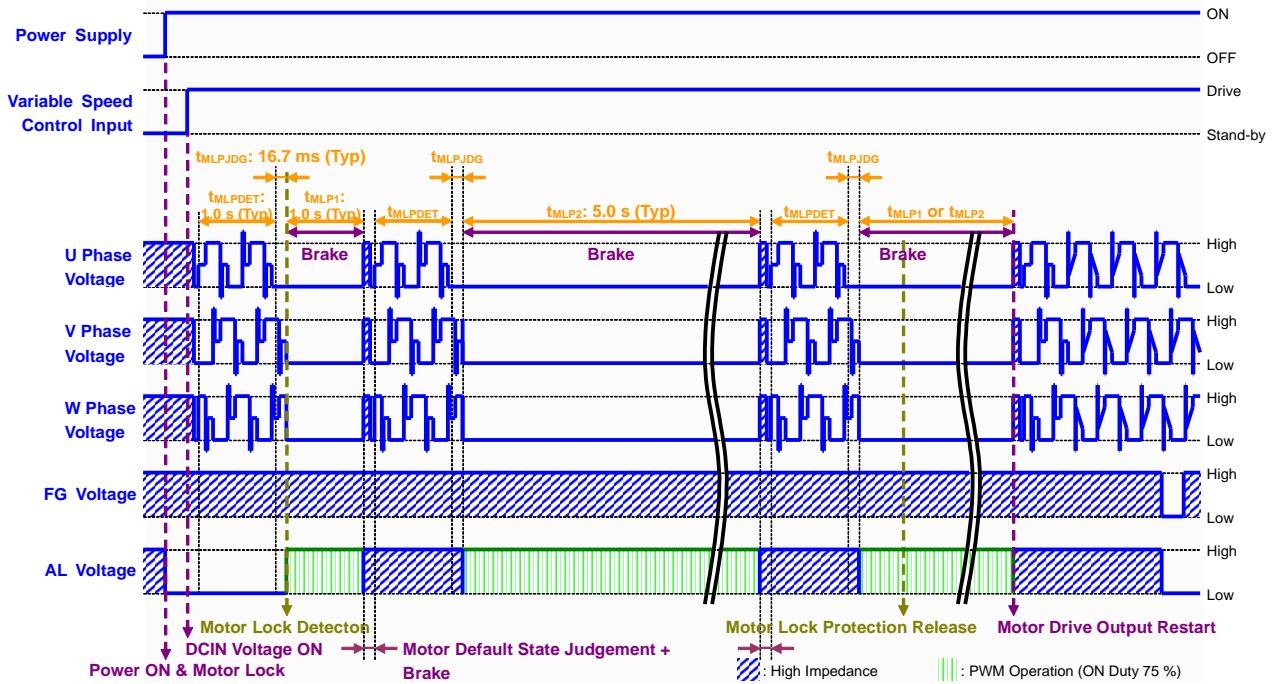 Power Supply
ON
OFF
Variable Speed
Control Input
Drive
Stand-by
tMLPJDG: 16.7 ms (Typ)
tMLPJDG
tMLPJDG
tMLPDET:
1.0 s (Typ)
tMLP1:
1.0 s (Typ)
tMLPDET
tMLP2: 5.0 s (Typ)
tMLPDET
tMLP1 or tMLP2
Brake
Brake
Brake
U Phase
Voltage
High
Low
V Phase
Voltage
High
Low
W Phase
Voltage
High
Low
FG Voltage
High
Low
AL Voltage
High
Low
Motor Lock Detecton
Motor Lock Protection Release
Motor Drive Output Restart
DCIN Voltage ON
Motor Default State Judgement +
Brake
Power ON & Motor Lock
: High Impedance
: PWM Operation (ON Duty 75 %)